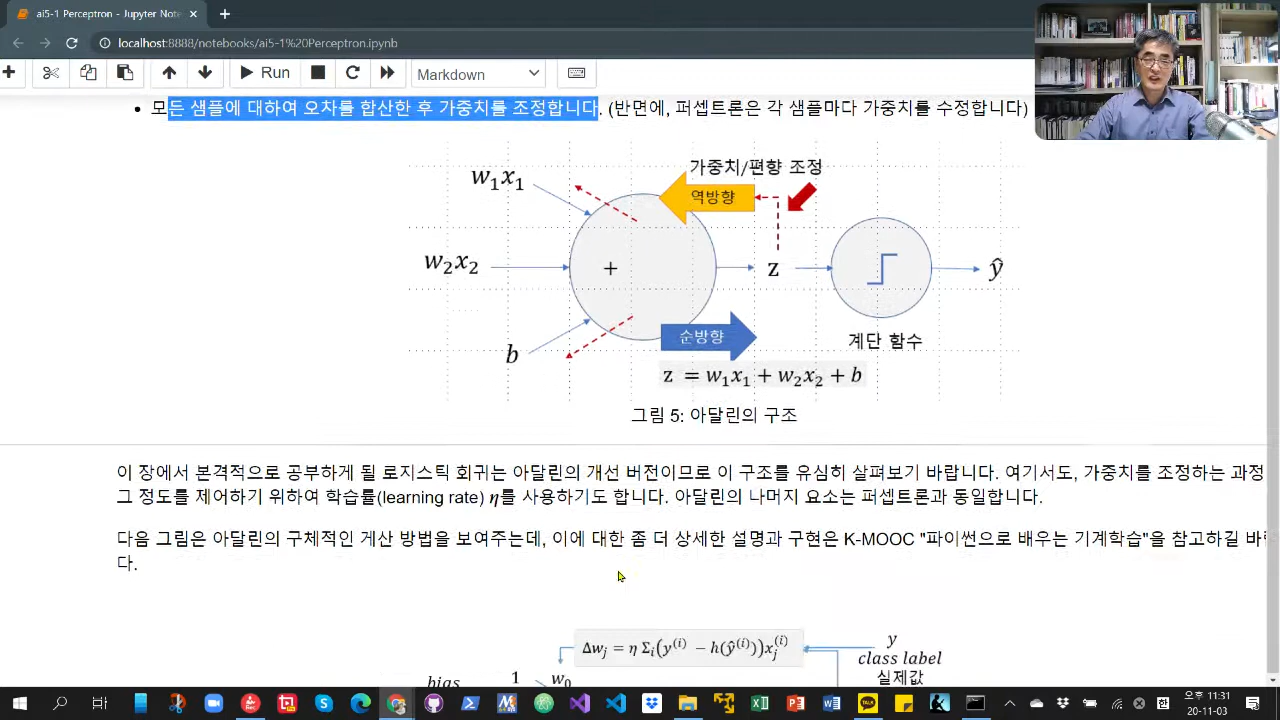 ai5-1 Perceptron - Jupyter Note
localhost:8888/notebooks/ai5-1%20Perceptron.ipynb
Run
Markdown
모든 샘플에 대하여 오차를 합산한 후 가중치를 조정합니다. (반면에, 퍼셉트론은 각 샘플마다 가중치를 수정합니다)
가중치/편향 조정
w₁x₁
역방향
w₂x₂
+
z
ŷ
순방향
계단 함수
b
z = w₁x₁ + w₂x₂ + b
그림 5: 아달린의 구조
이 장에서 본격적으로 공부하게 될 로지스틱 회귀는 아달린의 개선 버전이므로 이 구조를 유심히 살펴보기 바랍니다. 여기서도, 가중치를 조정하는 과정
그 정도를 제어하기 위하여 학습률(learning rate) η를 사용하기도 합니다. 아달린의 나머지 요소는 퍼셉트론과 동일합니다.
다음 그림은 아달린의 구체적인 게산 방법을 보여주는데, 이에 대한 좀 더 상세한 설명과 구현은 K-MOOC "파이썬으로 배우는 기계학습"을 참고하길 바
다.
Δwⱼ = η Σᵢ(y⁽ⁱ⁾ − h(ŷ⁽ⁱ⁾))xⱼ⁽ⁱ⁾
y
class label
실제값
bias
1
w₀
오후 11:31
20-11-03